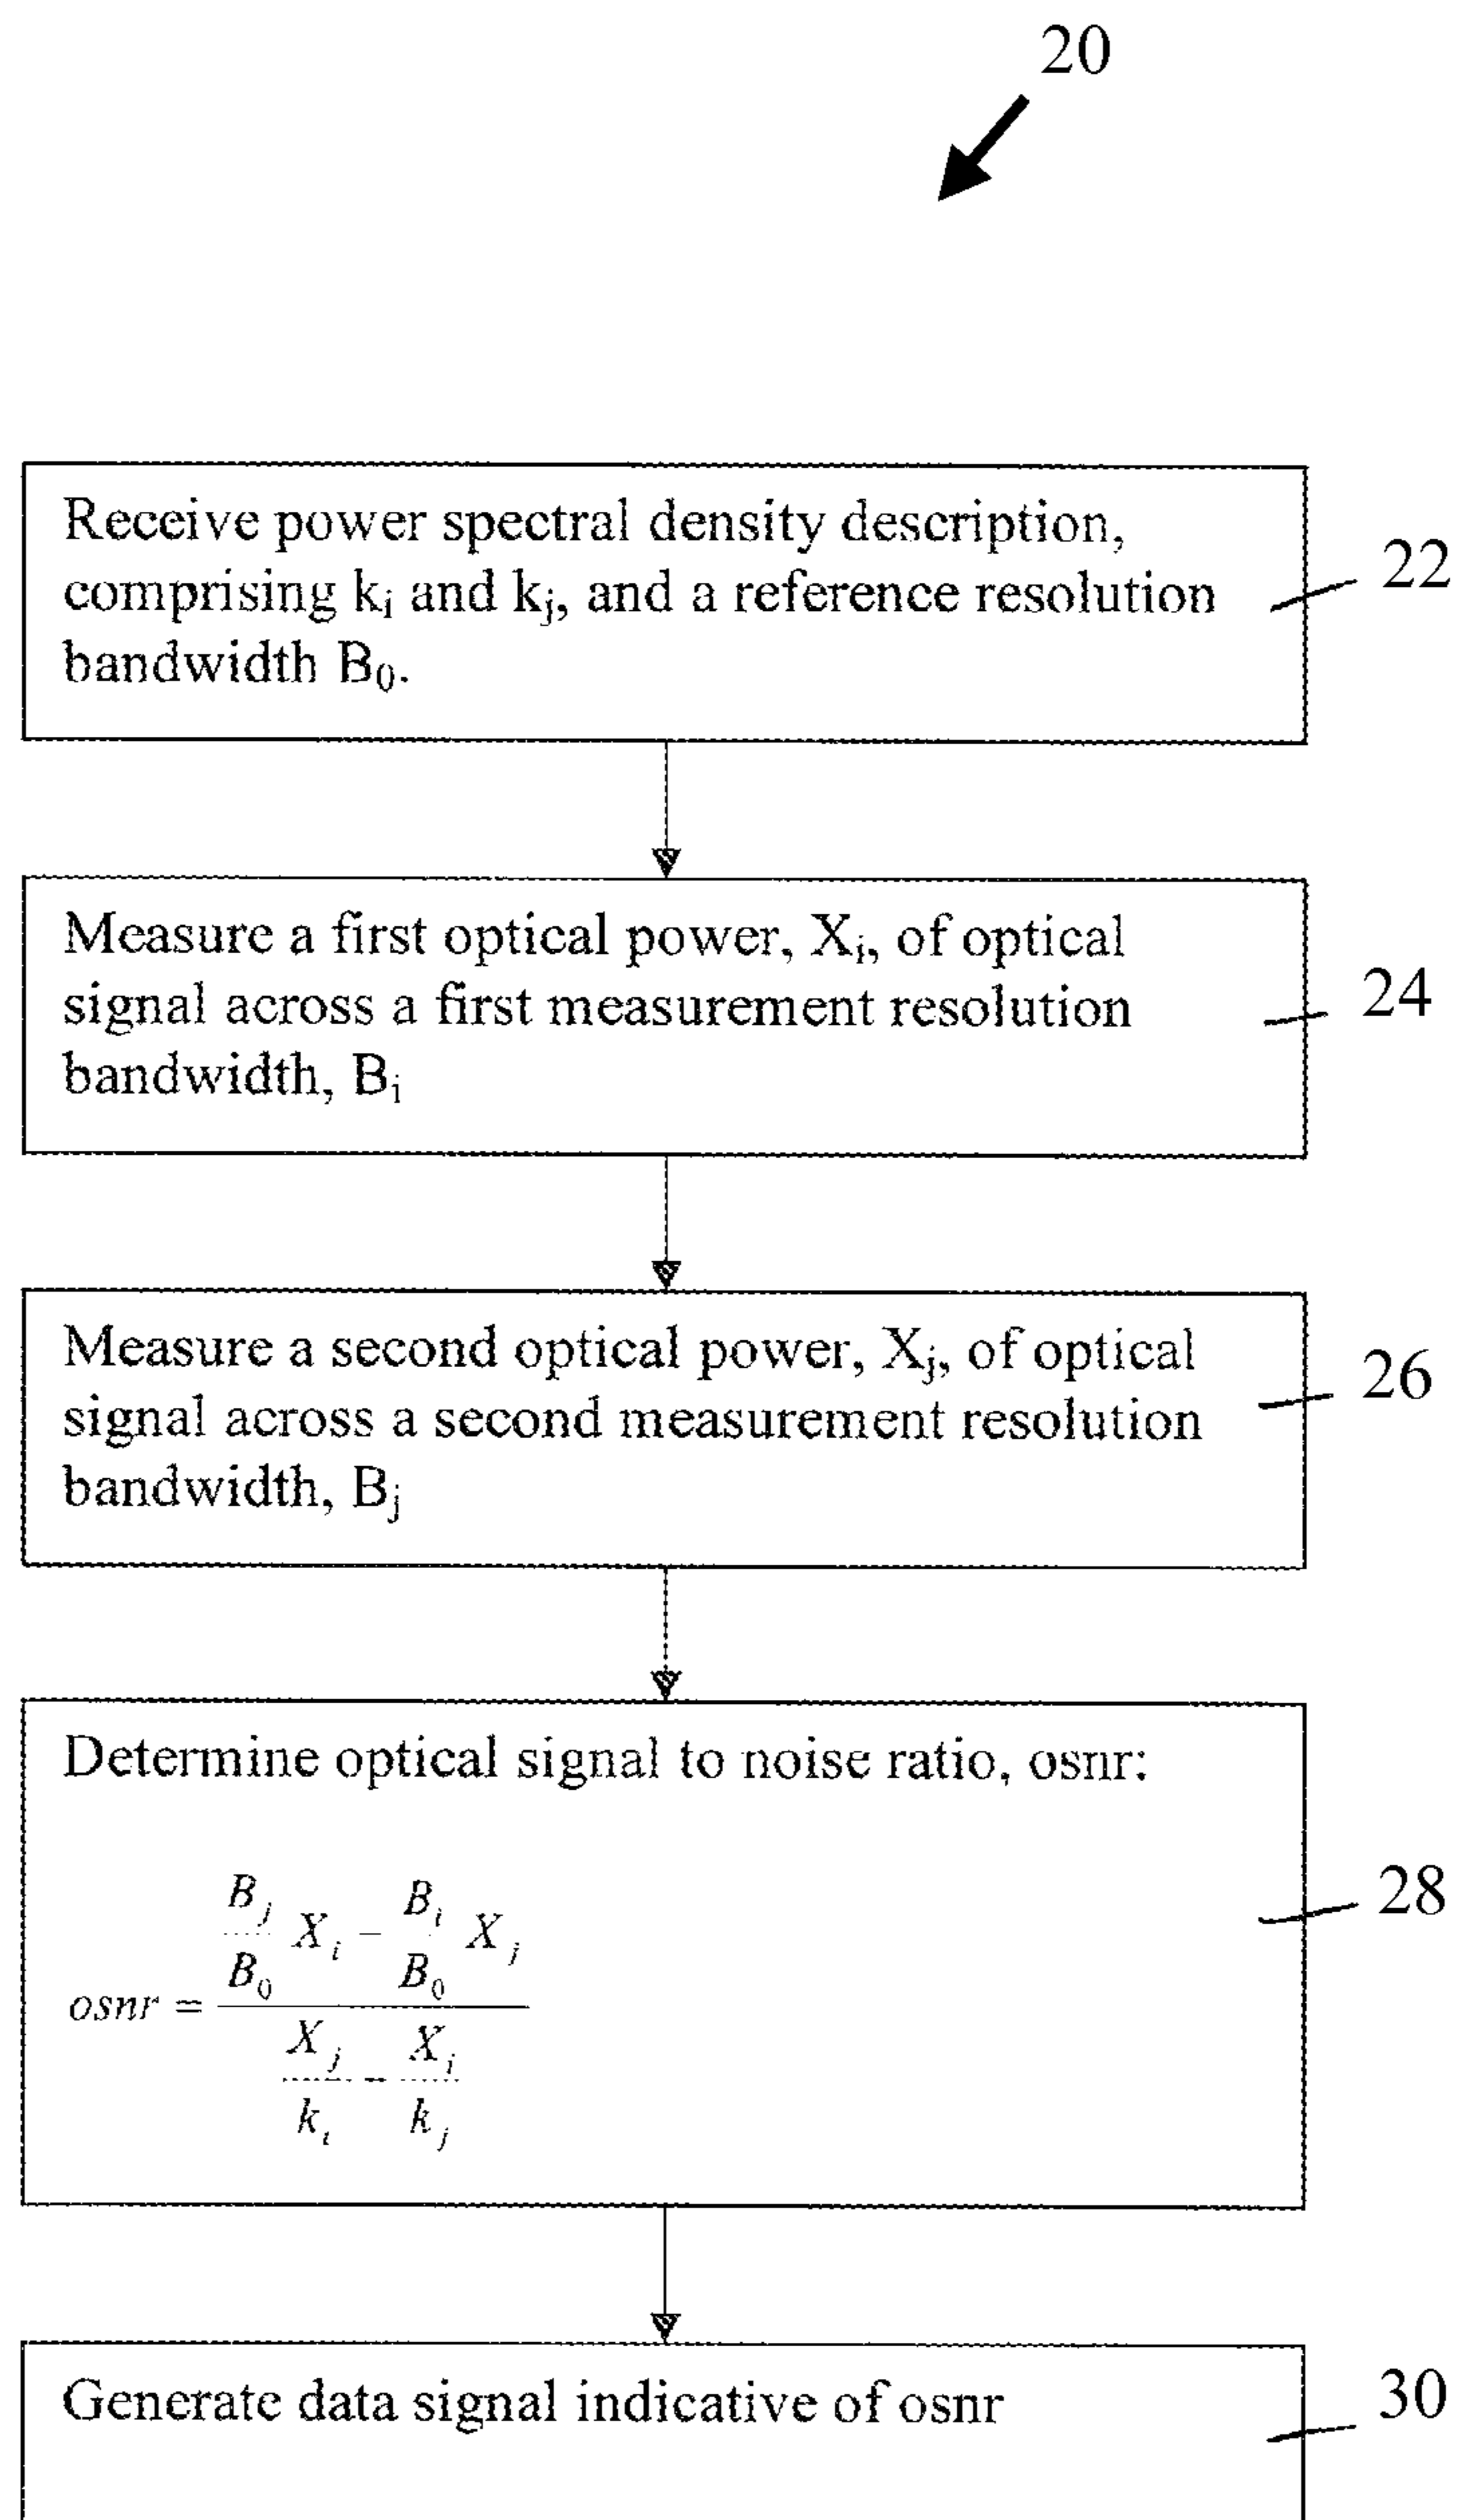 20
Receive power spectral density description,
comprising kᵢ and kⱼ, and a reference resolution
bandwidth B₀.
22
Measure a first optical power, Xᵢ, of optical
signal across a first measurement resolution
bandwidth, Bᵢ
24
Measure a second optical power, Xⱼ, of optical
signal across a second measurement resolution
bandwidth, Bⱼ
26
Determine optical signal to noise ratio, osnr:
osnr = (Bⱼ/B₀ Xᵢ − Bᵢ/B₀ Xⱼ) / (Xⱼ/kᵢ − Xᵢ/kⱼ)
28
Generate data signal indicative of osnr
30